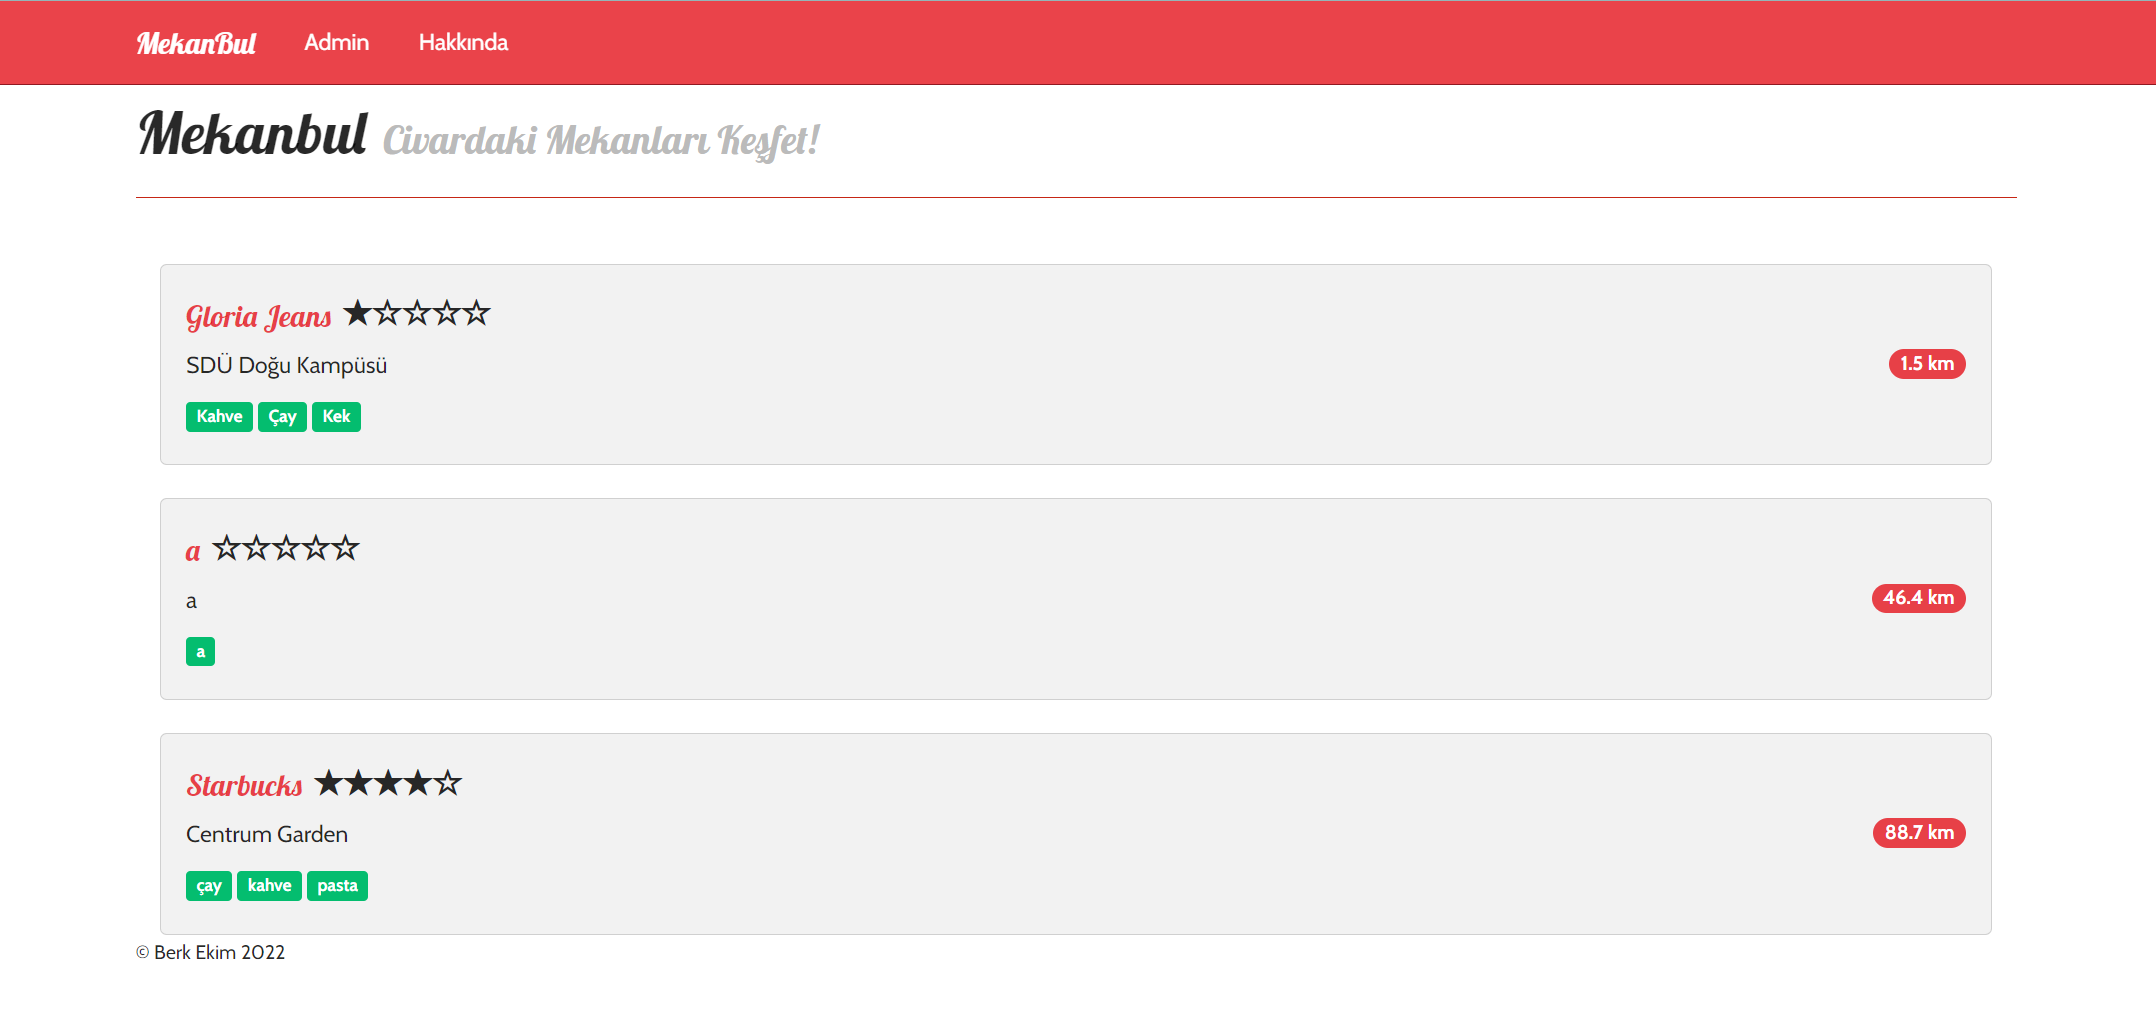 MekanBul Admin Hakkında
Mekanbul Civardaki Mekanları Keşfet!
Gloria Jeans ★☆☆☆☆
SDÜ Doğu Kampüsü
1.5 km
Kahve Çay Kek
a ☆☆☆☆☆
a
46.4 km
a
Starbucks ★★★★☆
Centrum Garden
88.7 km
çay kahve pasta
© Berk Ekim 2022